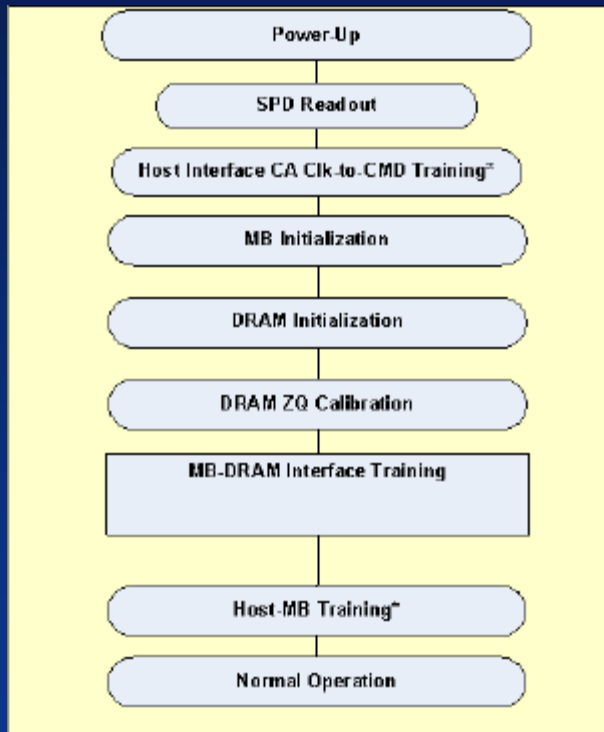 Power-Up
SPD Readout
Host Interface CA Clk-to-CMD Training*
MB Initialization
DRAM Initialization
DRAM ZQ Calibration
MB-DRAM Interface Training
Host-MB Training*
Normal Operation